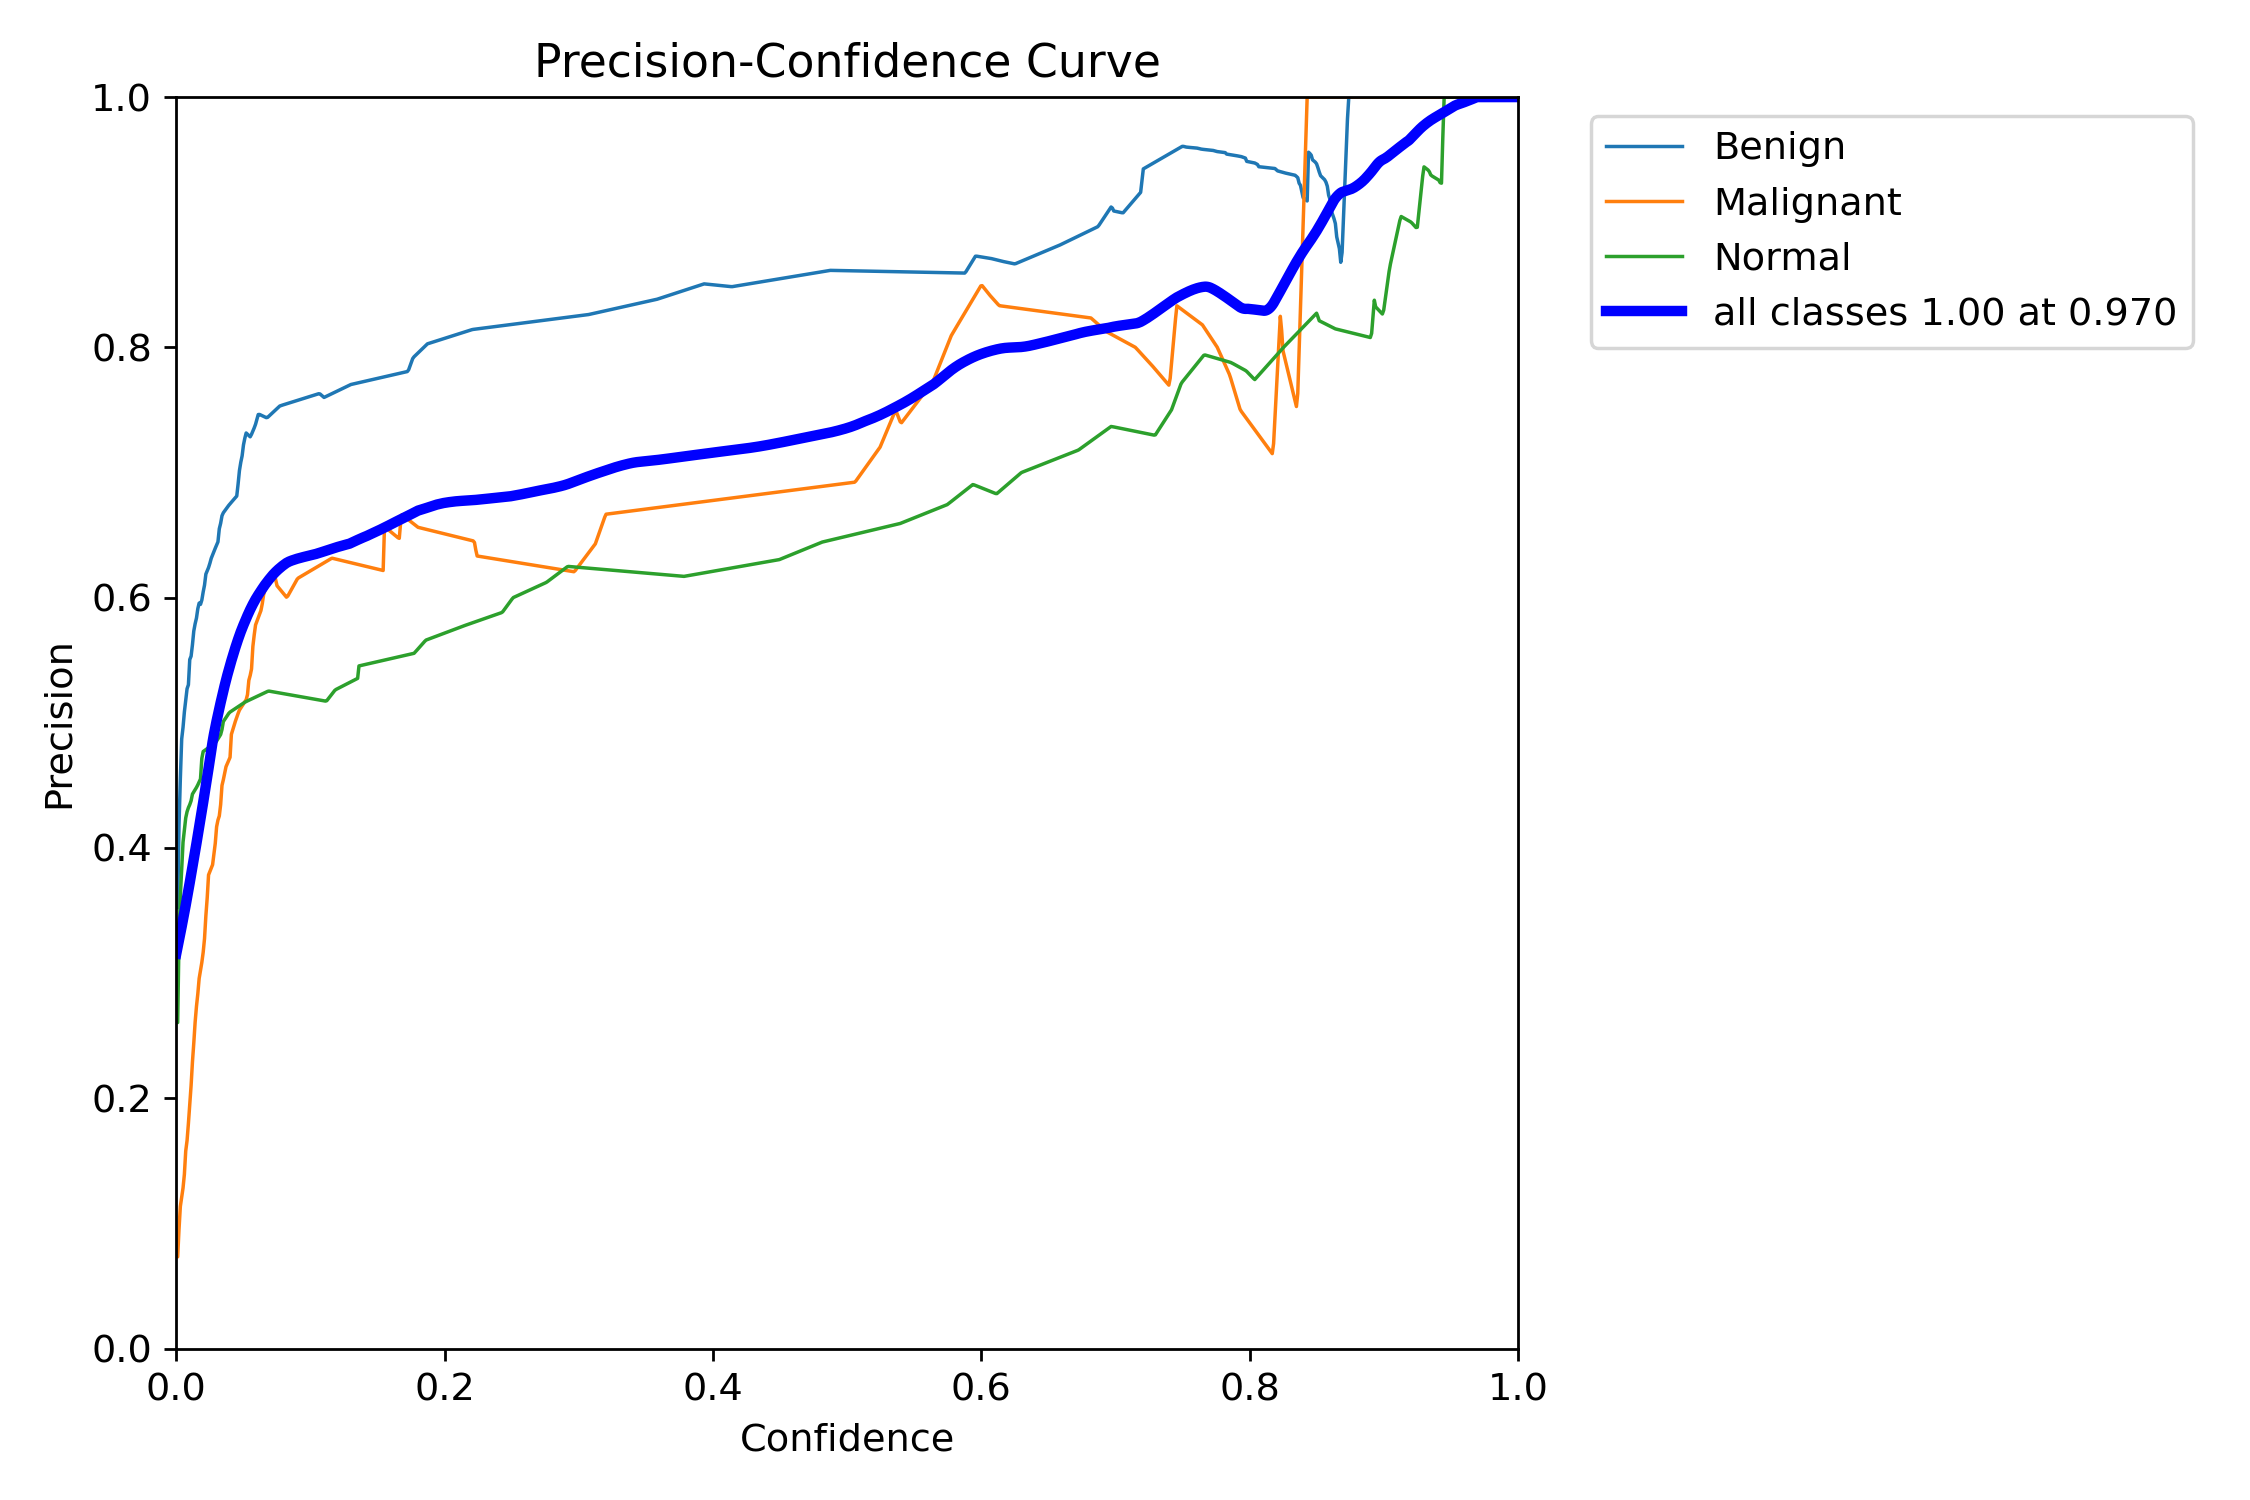 Precision-Confidence Curve
1.0
0.8
0.6
0.4
0.2
0.0
Precision
0.0 0.2 0.4 0.6 0.8 1.0
Confidence
Benign
Malignant
Normal
all classes 1.00 at 0.970